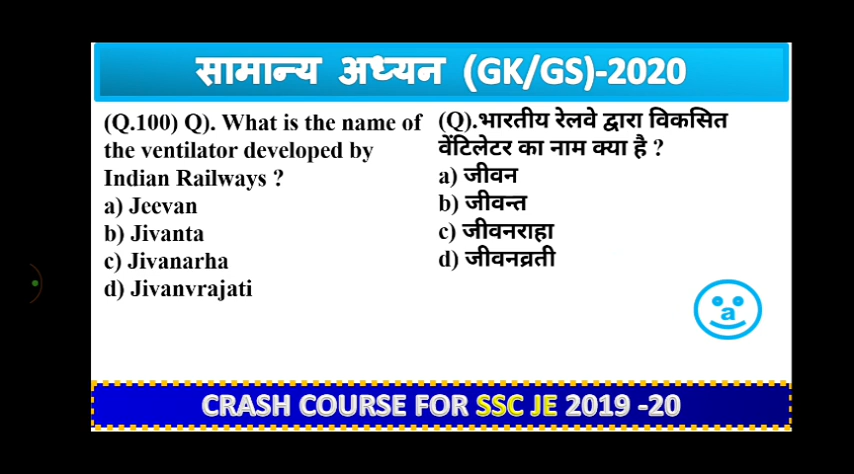 सामान्य अध्यन (GK/GS)-2020
(Q.100) Q). What is the name of
the ventilator developed by
Indian Railways ?
a) Jeevan
b) Jivanta
c) Jivanarha
d) Jivanvrajati
(Q).भारतीय रेलवे द्वारा विकसित
वेंटिलेटर का नाम क्या है ?
a) जीवन
b) जीवन्त
c) जीवनराहा
d) जीवनव्रती
a
CRASH COURSE FOR SSC JE 2019 -20